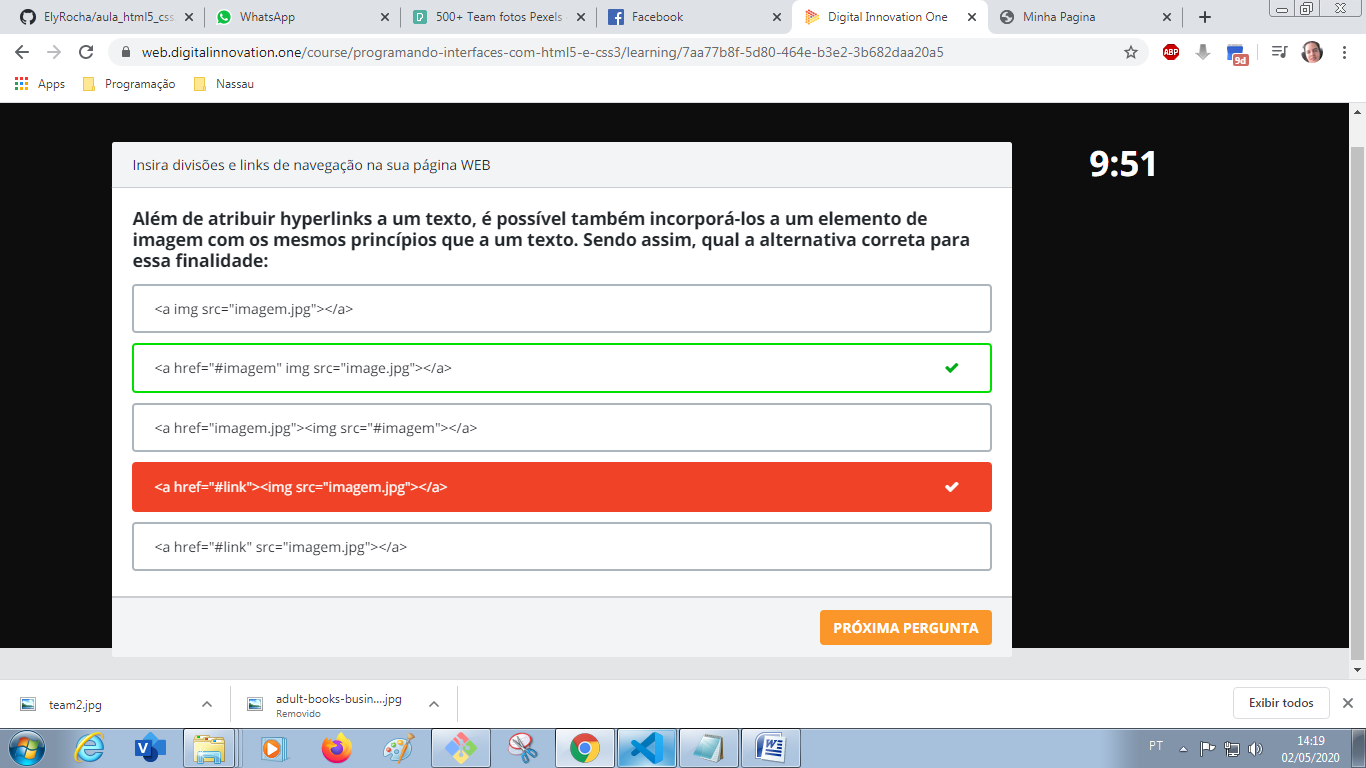 ElyRocha/aula_html5_css
WhatsApp
500+ Team fotos Pexels
Facebook
Digital Innovation One
Minha Pagina
web.digitalinnovation.one/course/programando-interfaces-com-html5-e-css3/learning/7aa77b8f-5d80-464e-b3e2-3b682daa20a5
ABP
9d
Apps
Programação
Nassau
Insira divisões e links de navegação na sua página WEB
9:51
Além de atribuir hyperlinks a um texto, é possível também incorporá-los a um elemento de
imagem com os mesmos princípios que a um texto. Sendo assim, qual a alternativa correta para
essa finalidade:
<a img src="imagem.jpg"></a>
<a href="#imagem" img src="image.jpg"></a>
<a href="imagem.jpg"><img src="#imagem"></a>
<a href="#link"><img src="imagem.jpg"></a>
<a href="#link" src="imagem.jpg"></a>
PRÓXIMA PERGUNTA
team2.jpg
adult-books-busin....jpg
Removido
Exibir todos
PT
14:19
02/05/2020